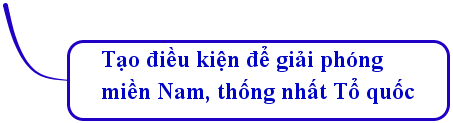 Tạo điều kiện để giải phóng
miền Nam, thống nhất Tổ quốc